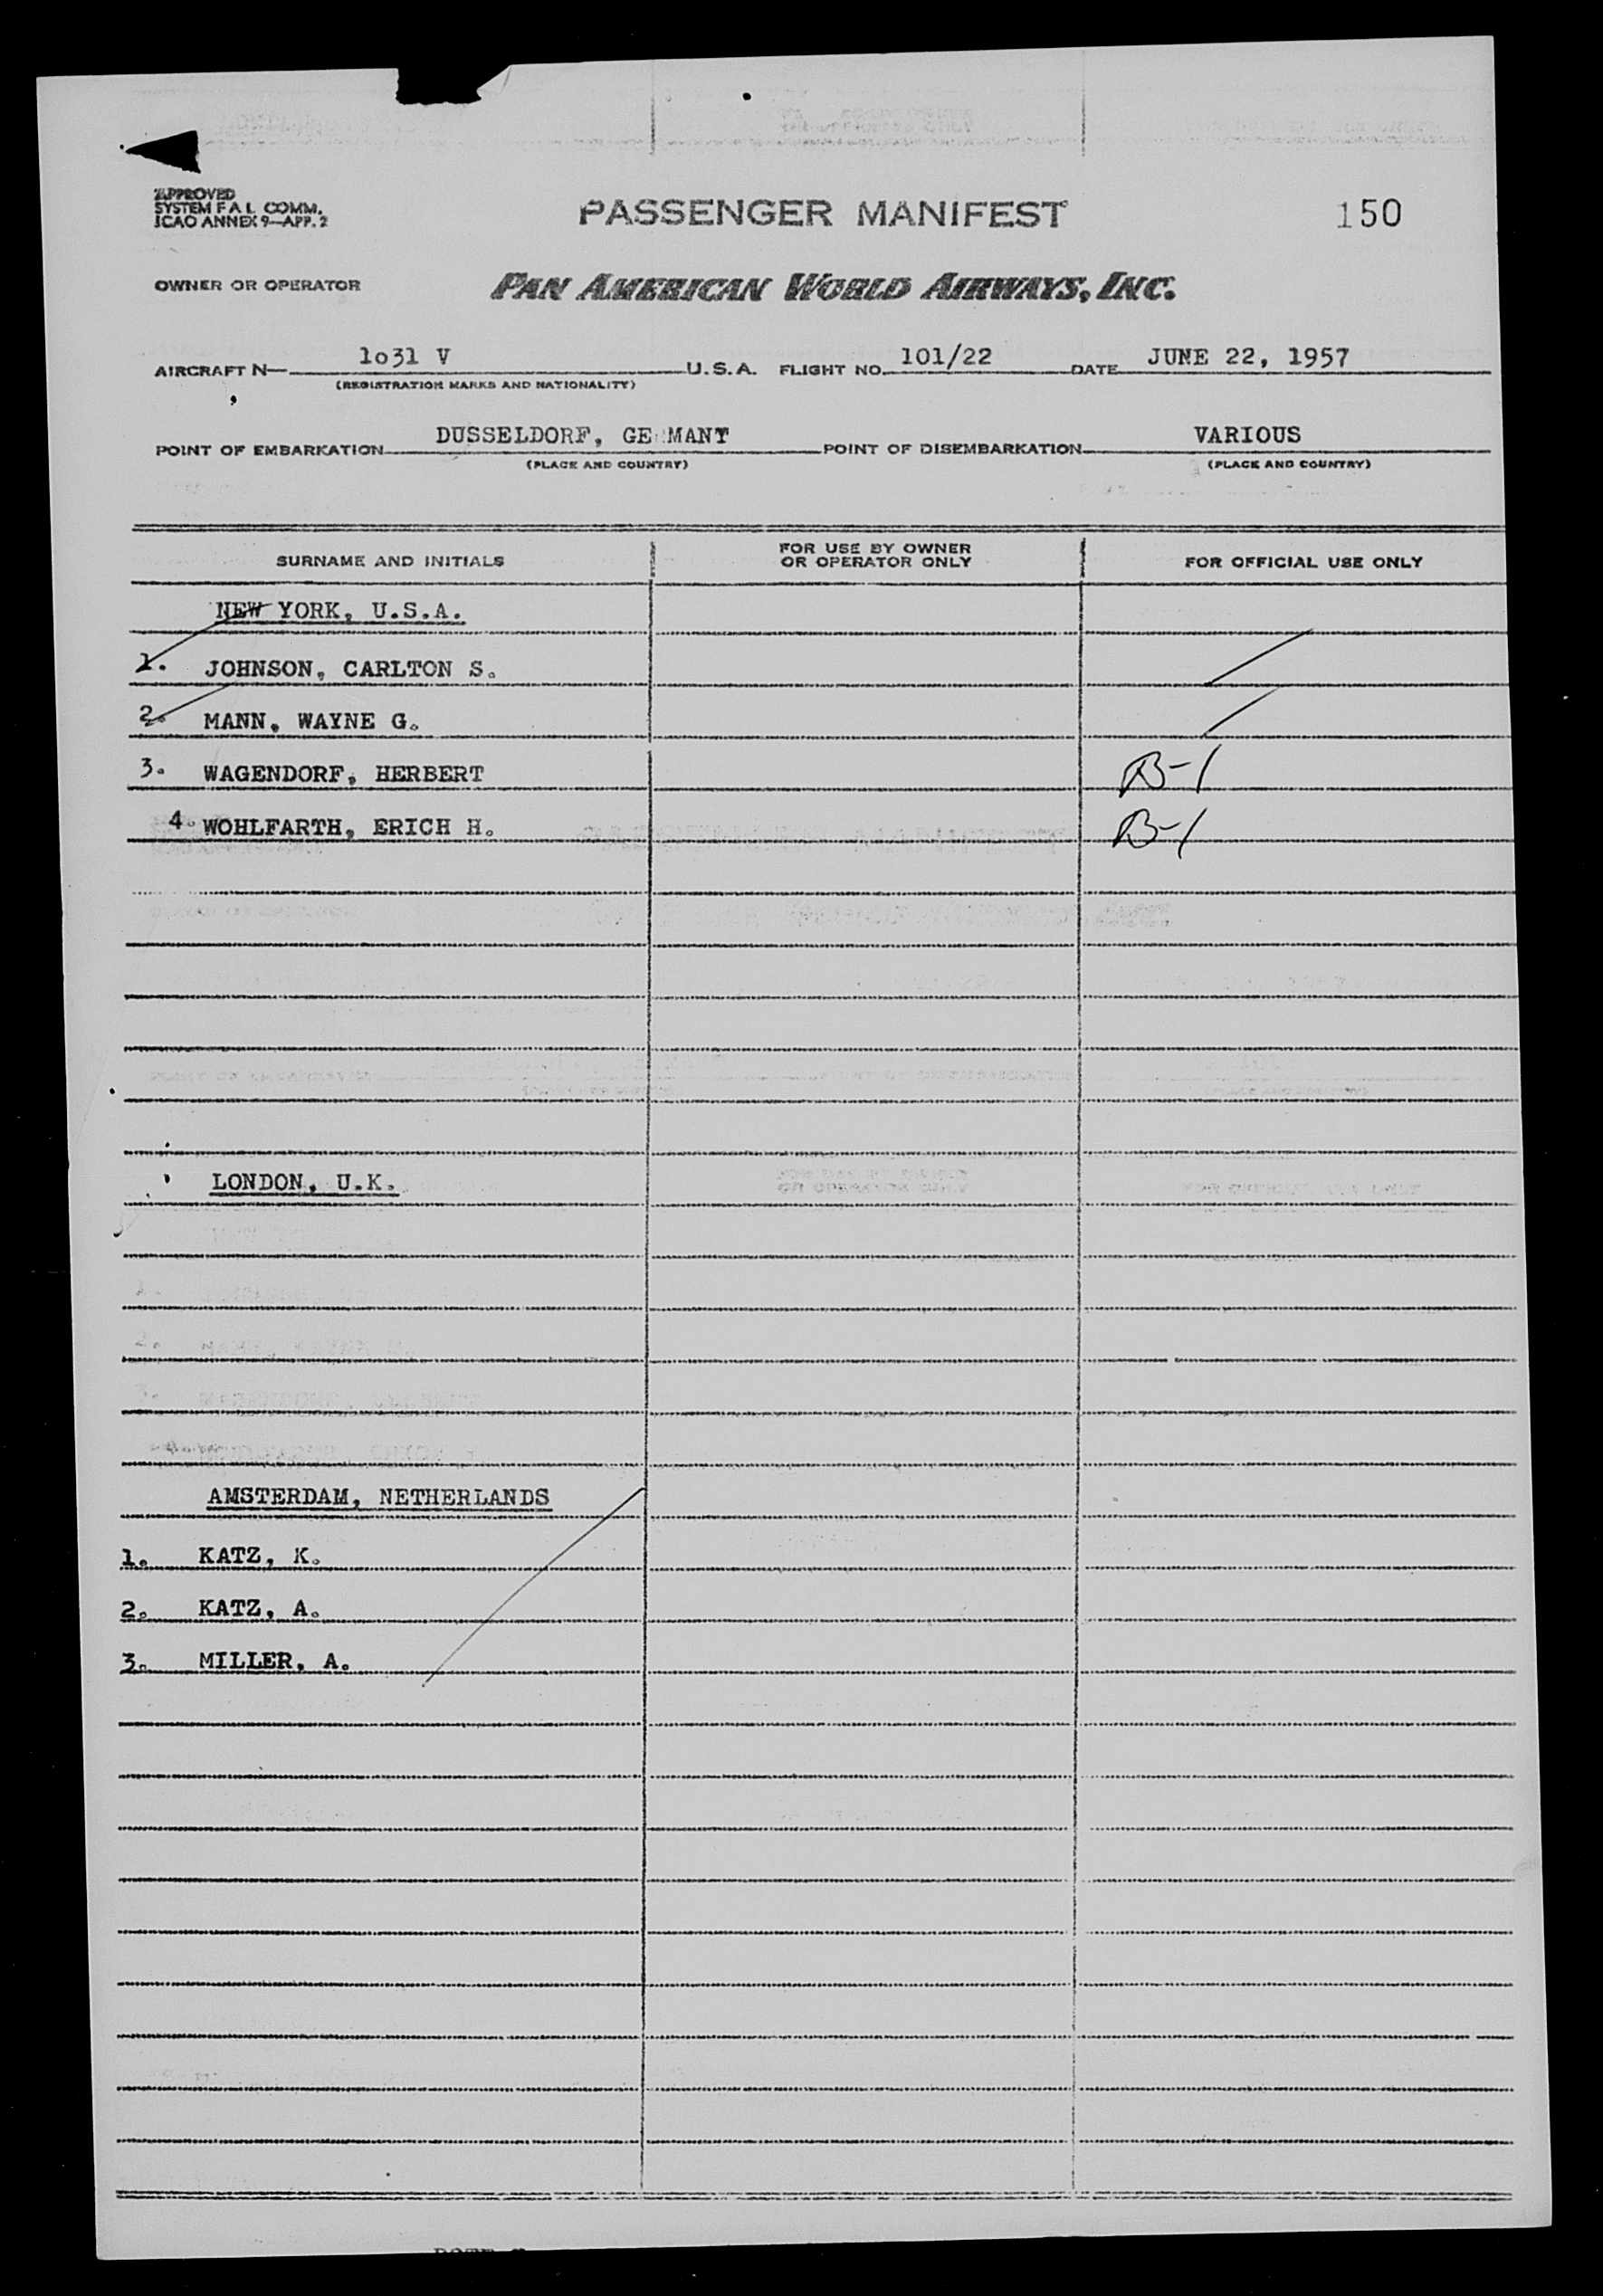 APPROVED
SYSTEM F A L COMM.
ICAO ANNEX 9—APP. 2
PASSENGER MANIFEST
150
OWNER OR OPERATOR
PAN AMERICAN WORLD AIRWAYS, INC.
AIRCRAFT N— 1o31 V U.S.A. FLIGHT NO. 101/22 DATE JUNE 22, 1957
(REGISTRATION MARKS AND NATIONALITY)
POINT OF EMBARKATION DUSSELDORF, GE MANT POINT OF DISEMBARKATION VARIOUS
(PLACE AND COUNTRY) (PLACE AND COUNTRY)
SURNAME AND INITIALS
FOR USE BY OWNER
OR OPERATOR ONLY
FOR OFFICIAL USE ONLY
NEW YORK, U.S.A.
1. JOHNSON, CARLTON S.
2. MANN, WAYNE G.
3. WAGENDORF, HERBERT B-1
4. WOHLFARTH, ERICH H. B-1
LONDON, U.K.
AMSTERDAM, NETHERLANDS
1. KATZ, K.
2. KATZ, A.
3. MILLER, A.